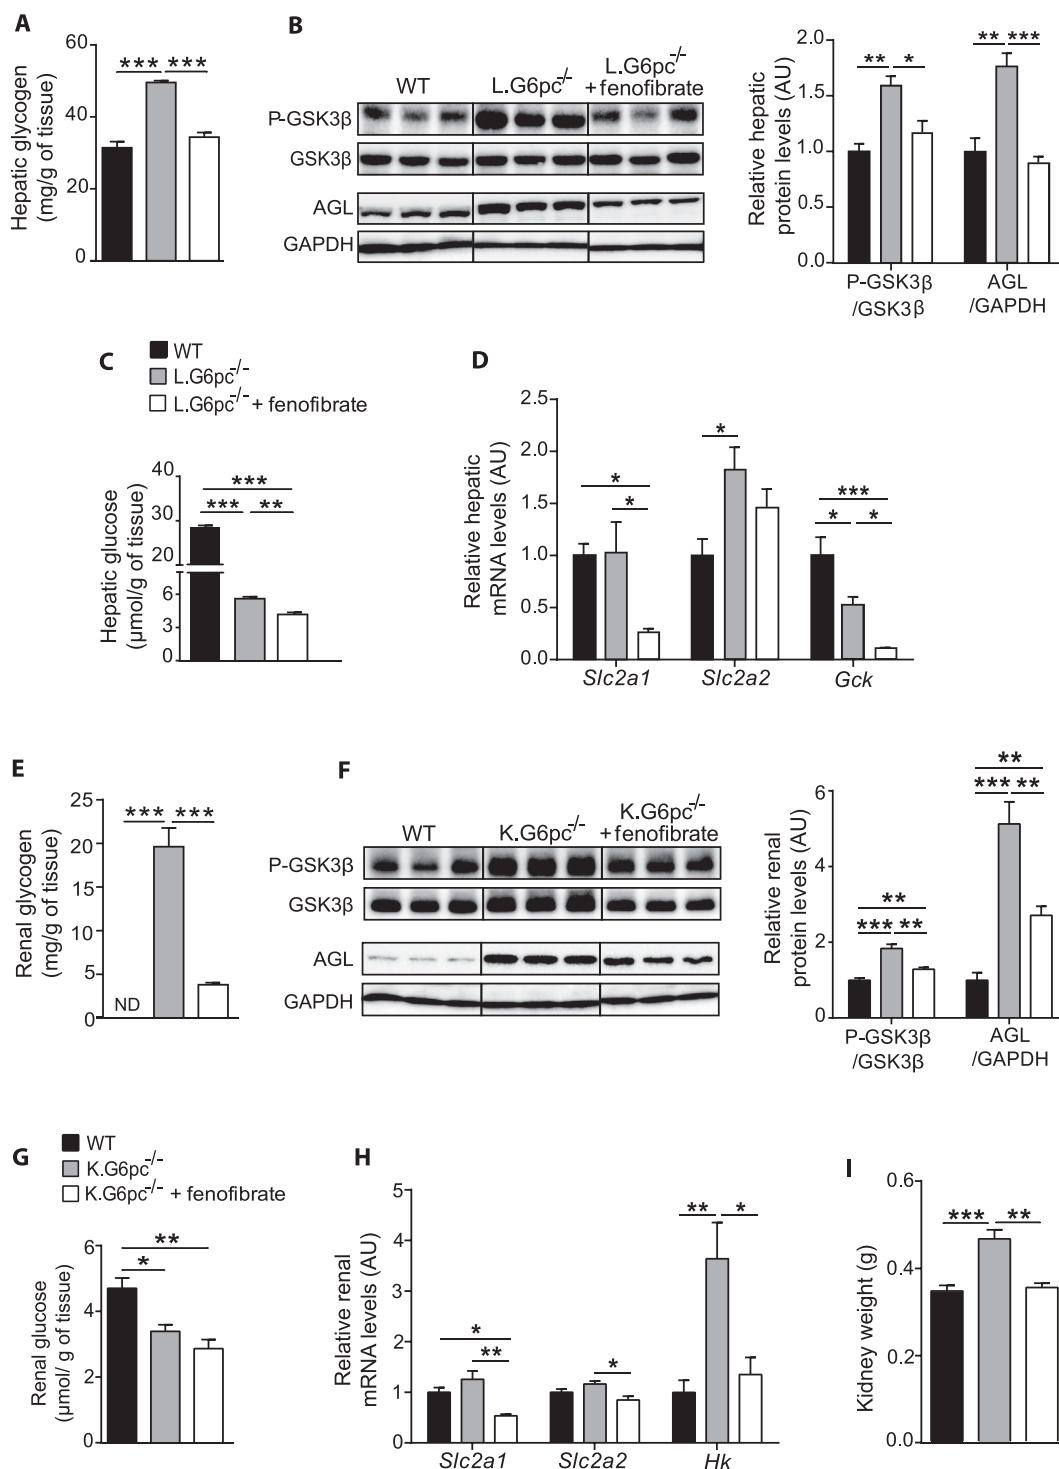 A
Hepatic glycogen
(mg/g of tissue)
60
40
20
0
*** ***
B
WT
L.G6pc-/-
L.G6pc-/-
+ fenofibrate
P-GSK3β
GSK3β
AGL
GAPDH
Relative hepatic
protein levels (AU)
2.0
1.5
1.0
0.5
0.0
** *
** ***
P-GSK3β
/GSK3β
AGL
/GAPDH
C
WT
L.G6pc-/-
L.G6pc-/- + fenofibrate
Hepatic glucose
(µmol/g of tissue)
40
30
20
6
3
0
***
*** **
D
Relative hepatic
mRNA levels (AU)
2.5
2.0
1.5
1.0
0.5
0.0
*
*
*
***
* *
Slc2a1
Slc2a2
Gck
E
Renal glycogen
(mg/g of tissue)
25
20
15
10
5
0
*** ***
ND
F
WT
K.G6pc-/-
K.G6pc-/-
+ fenofibrate
P-GSK3β
GSK3β
AGL
GAPDH
Relative renal
protein levels (AU)
6
4
2
0
**
*** **
**
*** **
P-GSK3β
/GSK3β
AGL
/GAPDH
G
WT
K.G6pc-/-
K.G6pc-/- + fenofibrate
Renal glucose
(µmol/ g of tissue)
6
4
2
0
**
*
H
Relative renal
mRNA levels (AU)
5
4
3
2
1
0
*
**
*
** *
Slc2a1
Slc2a2
Hk
I
Kidney weight (g)
0.6
0.4
0.2
0.0
*** **